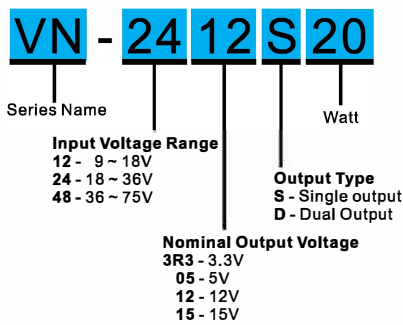 VN - 24 12 S 20
Series Name
Watt
Input Voltage Range
12 - 9 ~ 18V
24 - 18 ~ 36V
48 - 36 ~ 75V
Output Type
S - Single output
D - Dual Output
Nominal Output Voltage
3R3 - 3.3V
05 - 5V
12 - 12V
15 - 15V